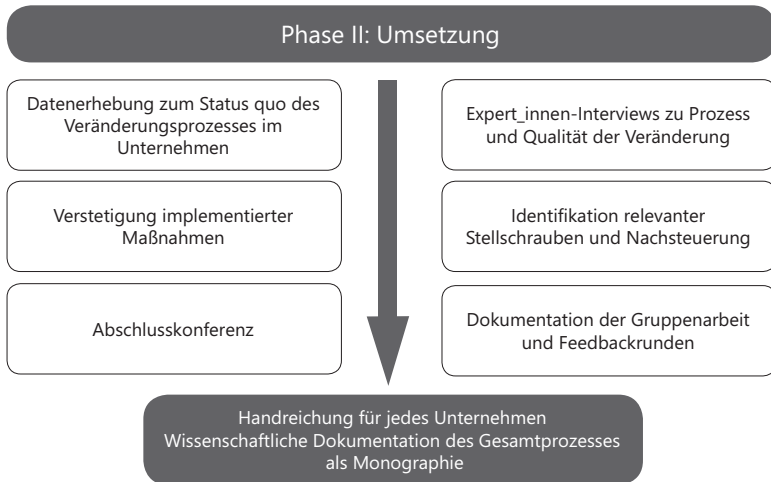 Phase II: Umsetzung
Datenerhebung zum Status quo des
Veränderungsprozesses im
Unternehmen
Expert_innen-Interviews zu Prozess
und Qualität der Veränderung
Verstetigung implementierter
Maßnahmen
Identifikation relevanter
Stellschrauben und Nachsteuerung
Abschlusskonferenz
Dokumentation der Gruppenarbeit
und Feedbackrunden
Handreichung für jedes Unternehmen
Wissenschaftliche Dokumentation des Gesamtprozesses
als Monographie